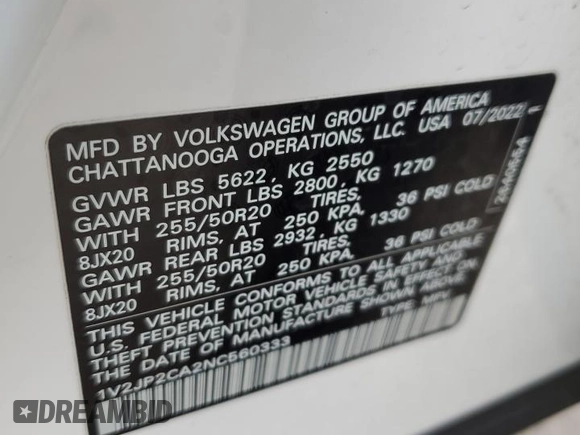 MFD BY VOLKSWAGEN GROUP OF AMERICA
CHATTANOOGA OPERATIONS, LLC. USA 07/2022
GVWR LBS 5622, KG 2550
GAWR FRONT LBS 2800, KG 1270
WITH 255/50R20 TIRES,
8JX20 RIMS, AT 250 KPA, 36 PSI COLD
GAWR REAR LBS 2932, KG 1330
WITH 255/50R20 TIRES,
8JX20 RIMS, AT 250 KPA, 36 PSI COLD
THIS VEHICLE CONFORMS TO ALL APPLICABLE
U.S. FEDERAL MOTOR VEHICLE SAFETY AND
THEFT PREVENTION STANDARDS IN EFFECT ON
THE DATE OF MANUFACTURE SHOWN ABOVE.
1V2JP2CA2NC560333 TYPE: MPV
DREAMBID